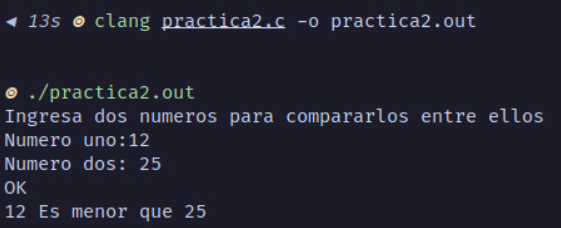 ◄ 13s ๏ clang practica2.c -o practica2.out
๏ ./practica2.out
Ingresa dos numeros para compararlos entre ellos
Numero uno:12
Numero dos: 25
OK
12 Es menor que 25